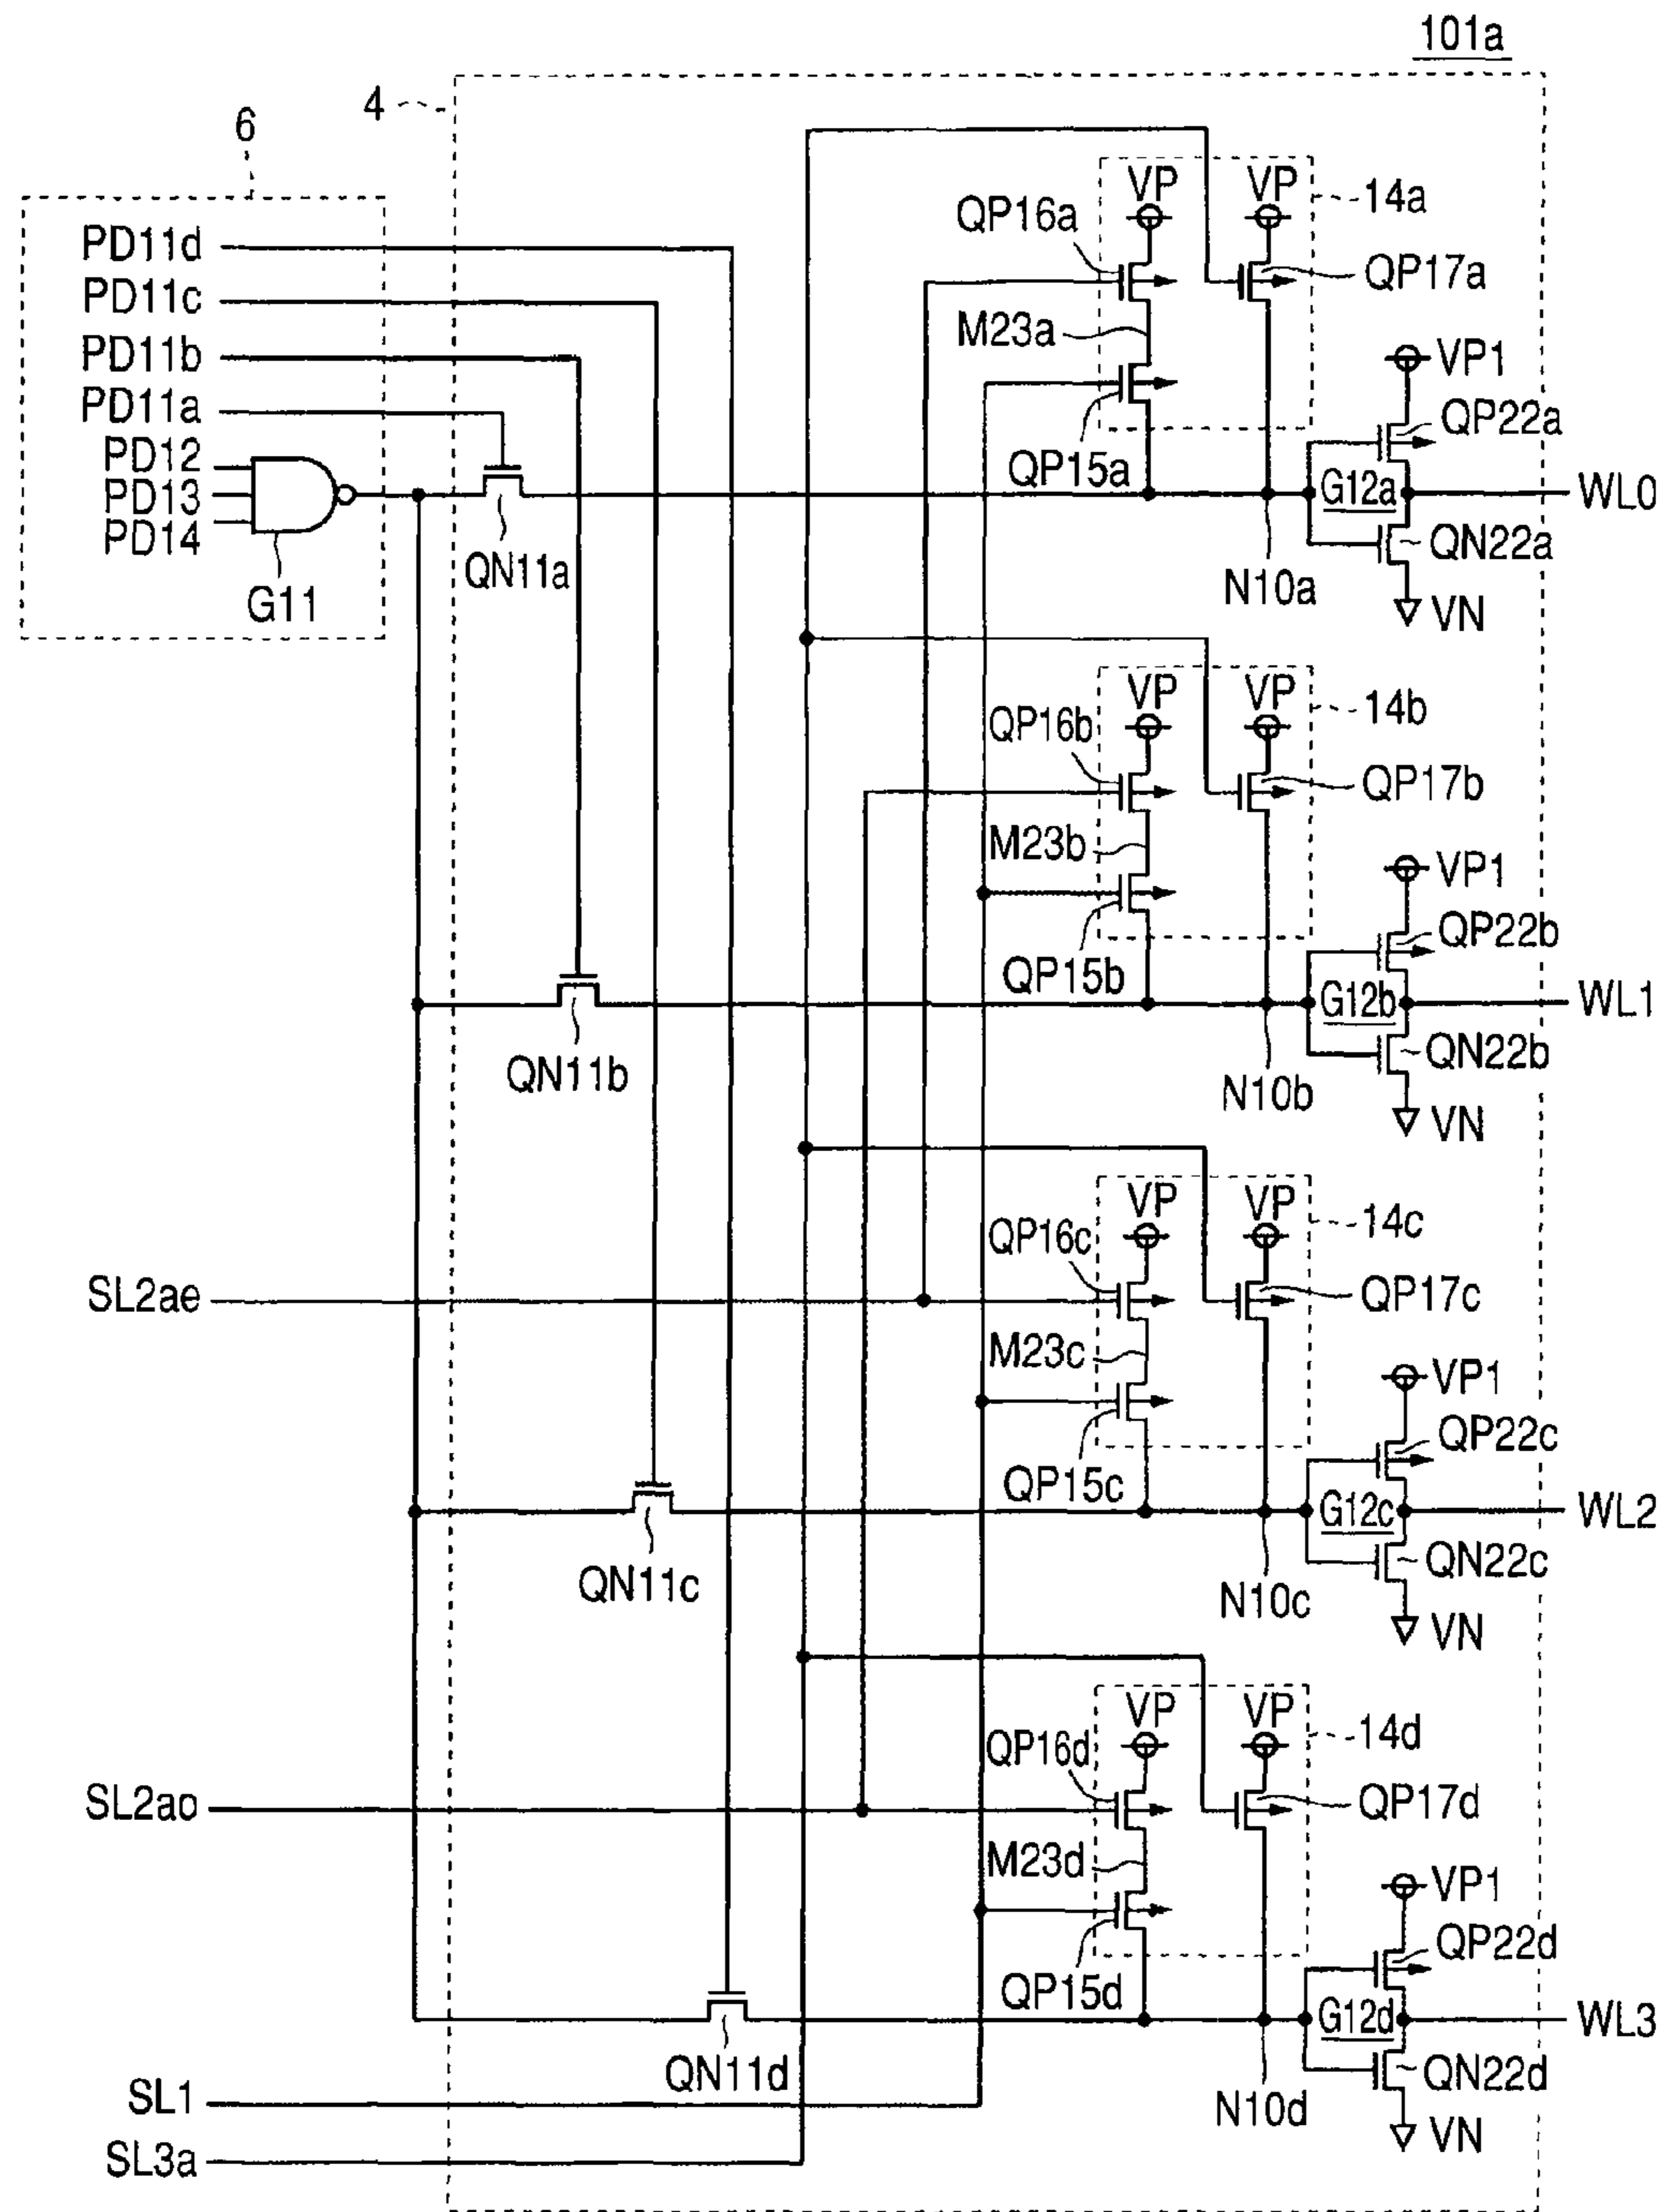 101a
4
6
VP VP
14a
PD11d
QP16a
QP17a
PD11c
M23a
PD11b
VP1
PD11a
QP22a
PD12
QP15a
G12a
WL0
PD13
PD14
QN11a
QN22a
G11
N10a
VN
VP VP
14b
QP16b
QP17b
M23b
VP1
QP22b
QP15b
G12b
WL1
QN11b
QN22b
N10b
VN
VP VP
14c
QP16c
SL2ae
QP17c
M23c
VP1
QP22c
QP15c
G12c
WL2
QN11c
QN22c
N10c
VN
VP VP
14d
QP16d
SL2ao
QP17d
M23d
VP1
QP22d
QP15d
G12d
WL3
QN11d
QN22d
SL1
N10d
VN
SL3a